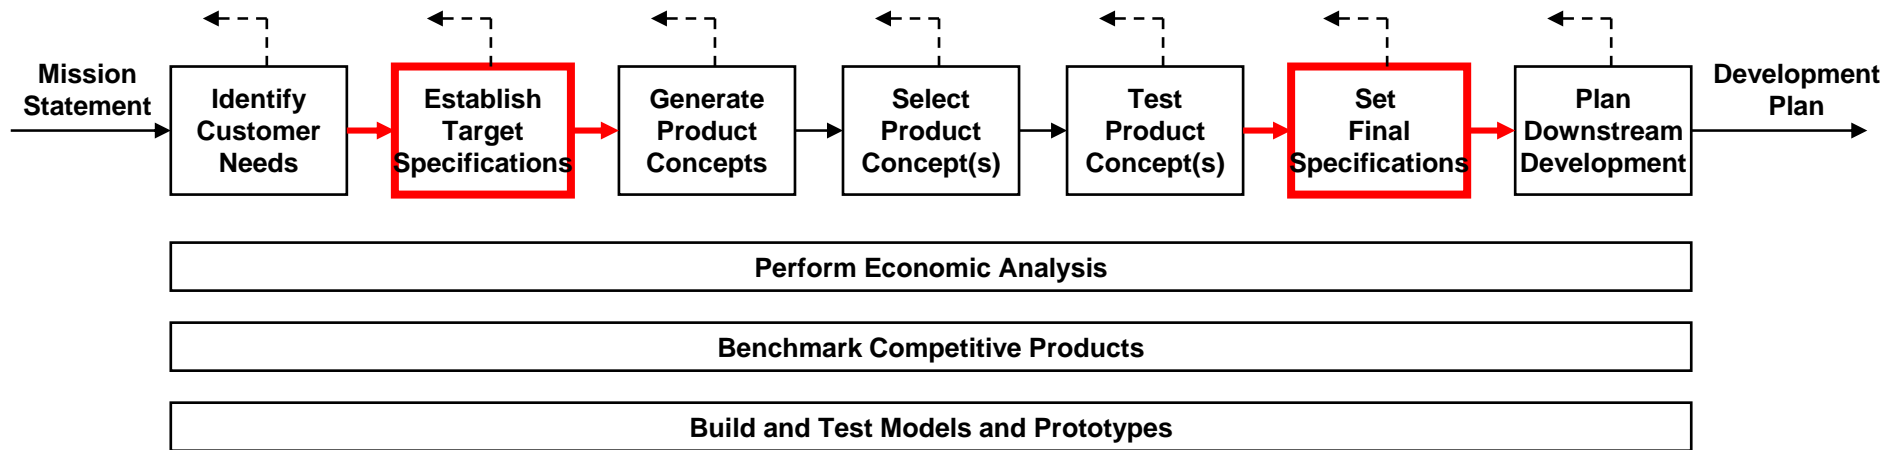 Mission
Statement
Identify
Customer
Needs
Establish
Target
Specifications
Generate
Product
Concepts
Select
Product
Concept(s)
Test
Product
Concept(s)
Set
Final
Specifications
Plan
Downstream
Development
Development
Plan
Perform Economic Analysis
Benchmark Competitive Products
Build and Test Models and Prototypes